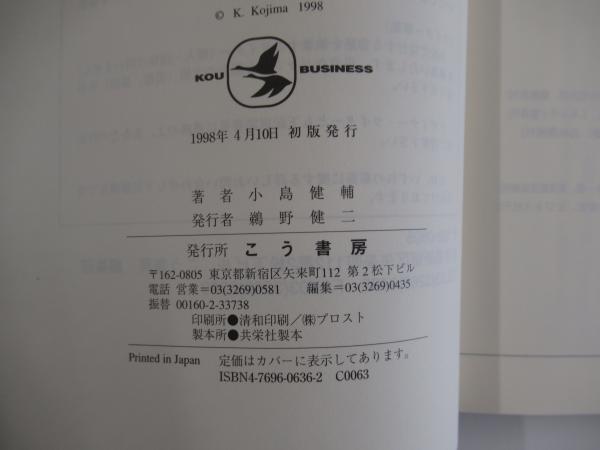 © K. Kojima 1998
KOU BUSINESS
1998年4月10日 初版発行
著者 小島健輔
発行者 鵜野健二
発行所 こう書房
〒162-0805 東京都新宿区矢来町112 第2松下ビル
電話 営業＝03(3269)0581 編集＝03(3269)0435
振替 00160-2-33738
印刷所●清和印刷／㈱プロスト
製本所●共栄社製本
Printed in Japan 定価はカバーに表示してあります。
ISBN4-7696-0636-2 C0063